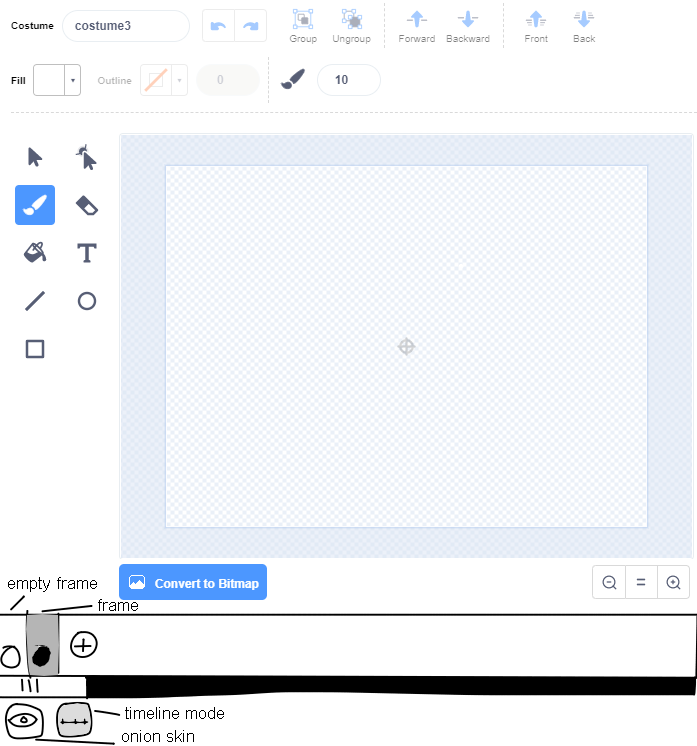 Costume costume3
Group Ungroup Forward Backward Front Back
Fill Outline 0 10
T
Convert to Bitmap
empty frame
frame
timeline mode
onion skin